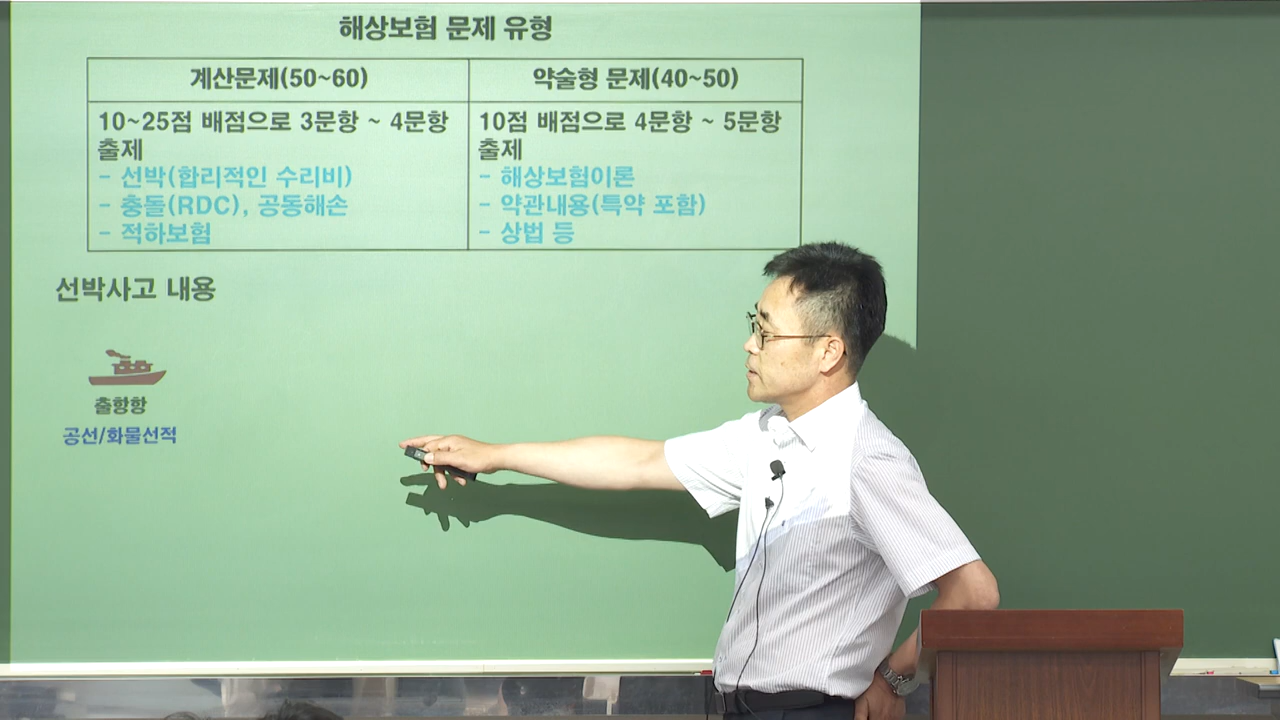 해상보험 문제 유형
계산문제(50~60)
약술형 문제(40~50)
10~25점 배점으로 3문항 ~ 4문항
출제
- 선박(합리적인 수리비)
- 충돌(RDC), 공동해손
- 적하보험
10점 배점으로 4문항 ~ 5문항
출제
- 해상보험이론
- 약관내용(특약 포함)
- 상법 등
선박사고 내용
출항항
공선/화물선적